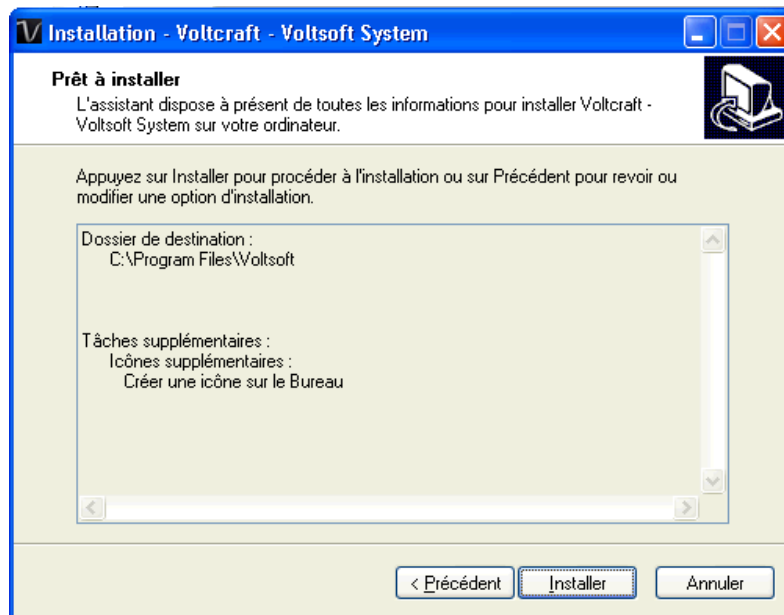 Installation - Voltcraft - Voltsoft System
Prêt à installer
L'assistant dispose à présent de toutes les informations pour installer Voltcraft -
Voltsoft System sur votre ordinateur.
Appuyez sur Installer pour procéder à l'installation ou sur Précédent pour revoir ou
modifier une option d'installation.
Dossier de destination :
C:\Program Files\Voltsoft
Tâches supplémentaires :
Icônes supplémentaires :
Créer une icône sur le Bureau
< Précédent
Installer
Annuler